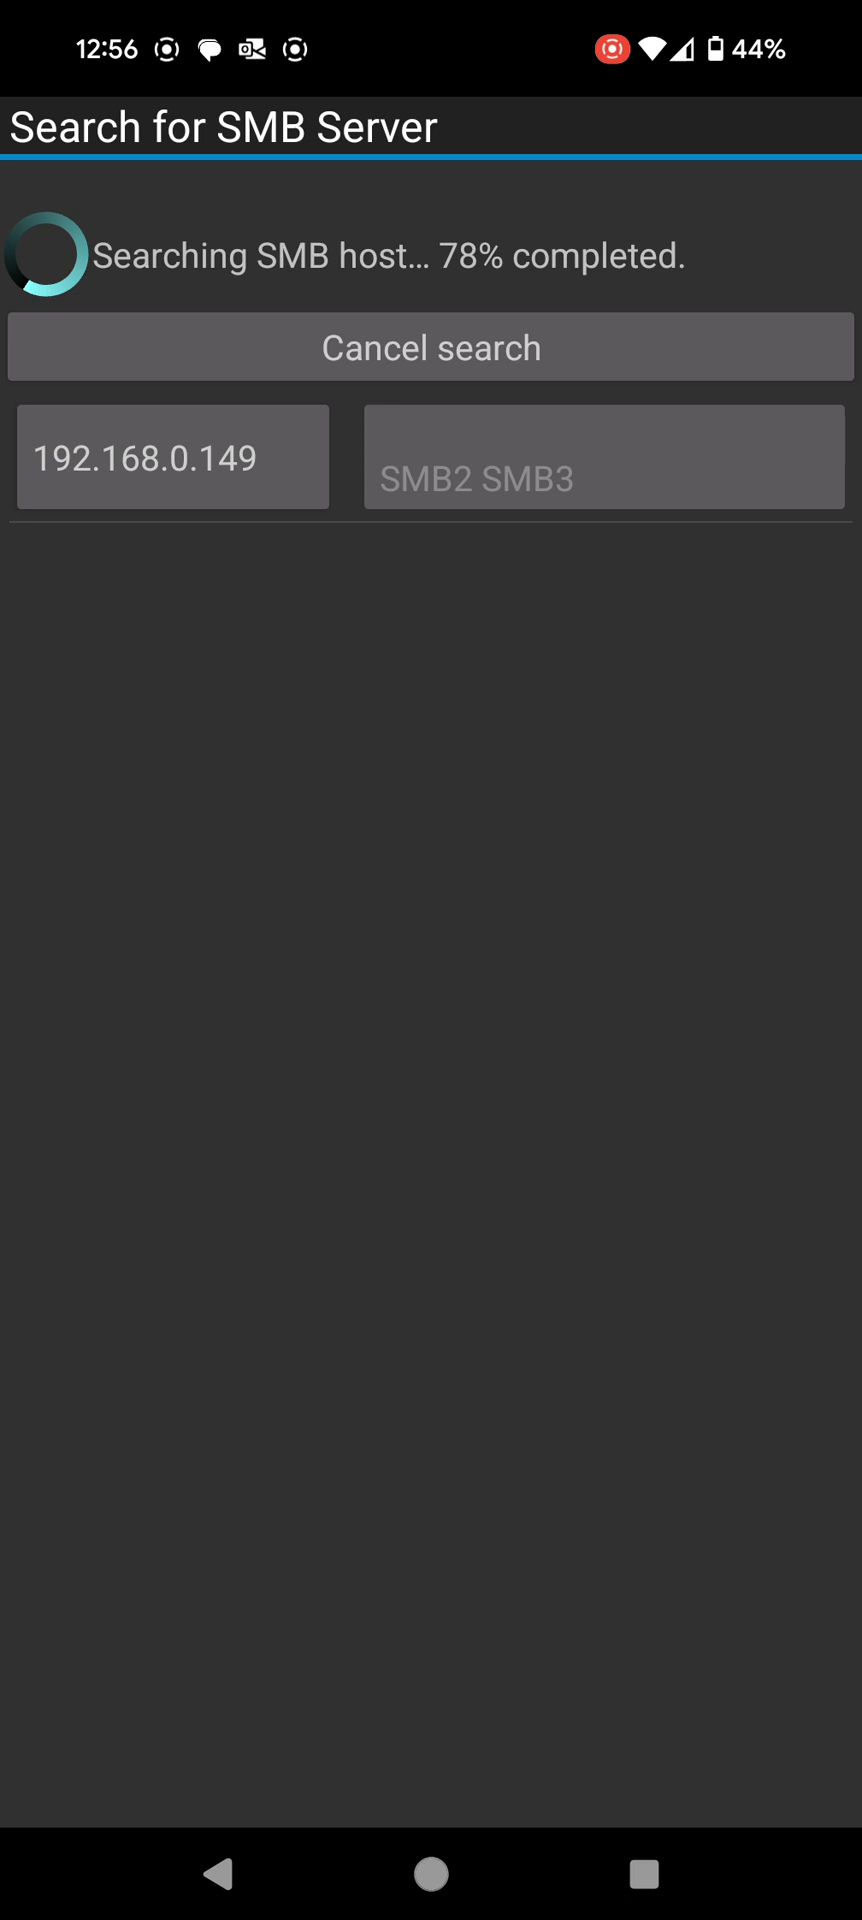 12:56
44%
Search for SMB Server
Searching SMB host... 78% completed.
Cancel search
192.168.0.149
SMB2 SMB3